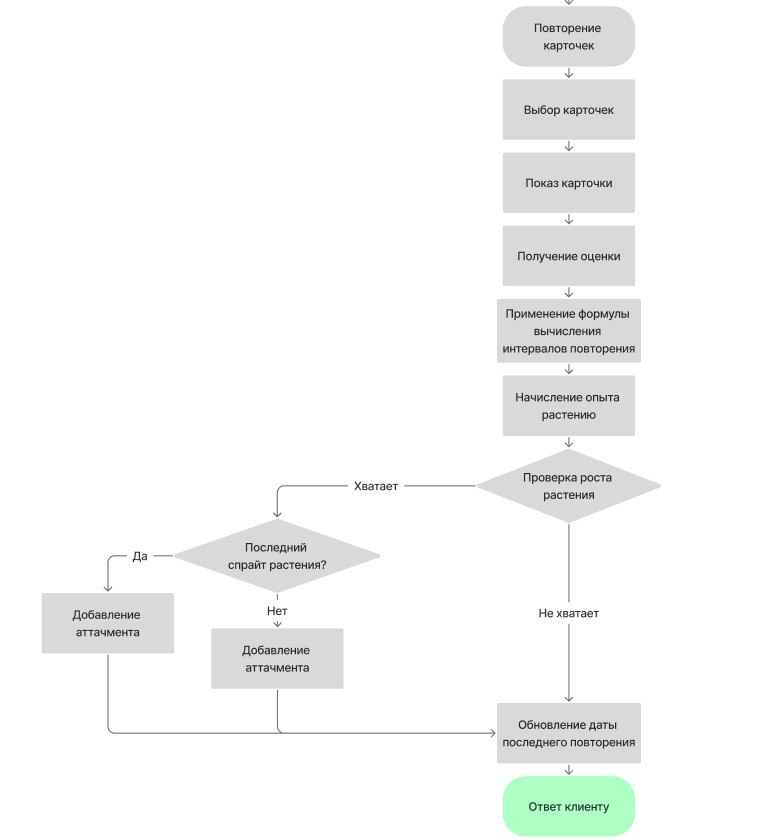 Повторение
карточек
Выбор карточек
Показ карточки
Получение оценки
Применение формулы
вычисления
интервалов повторения
Начисление опыта
растению
Проверка роста
растения
Хватает
Последний
спрайт растения?
Да
Добавление
аттачмента
Нет
Добавление
аттачмента
Не хватает
Обновление даты
последнего повторения
Ответ клиенту